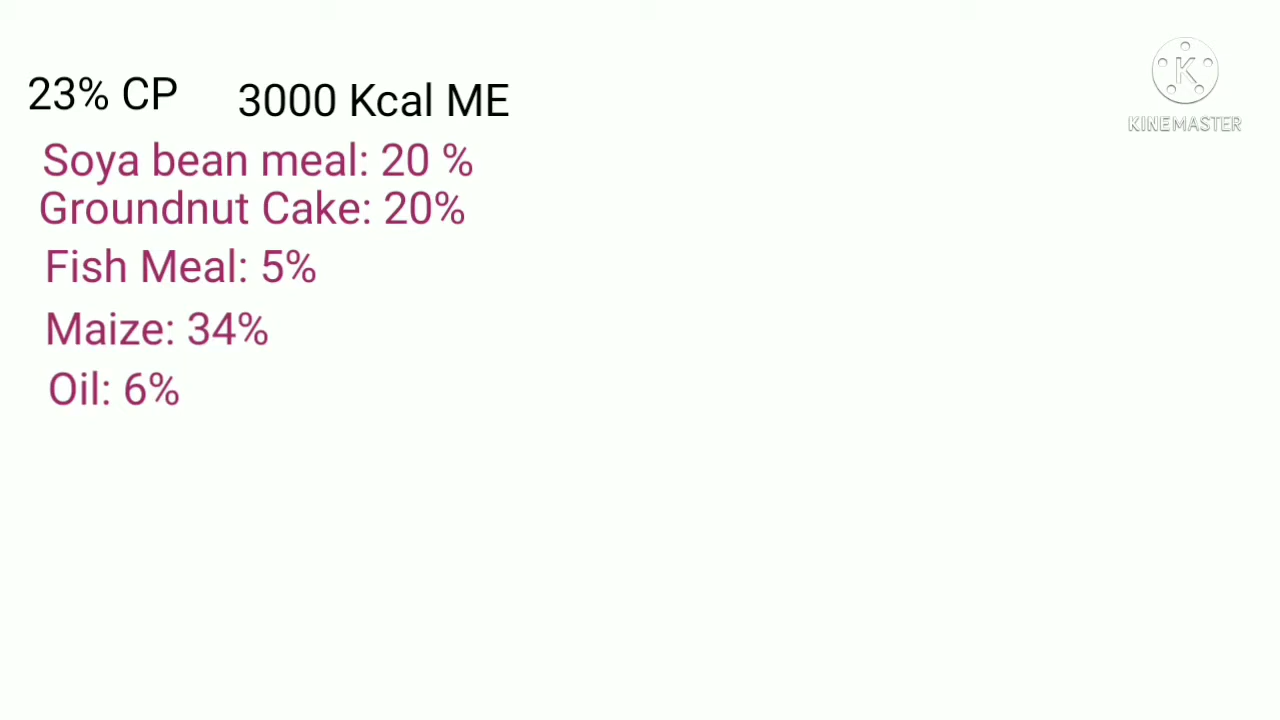 23% CP 3000 Kcal ME
Soya bean meal: 20 %
Groundnut Cake: 20%
Fish Meal: 5%
Maize: 34%
Oil: 6%
K
KINEMASTER